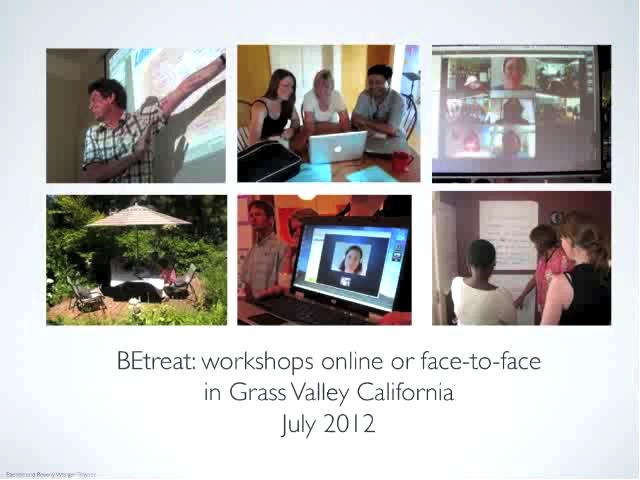 BEtreat: workshops online or face-to-face
in Grass Valley California
July 2012